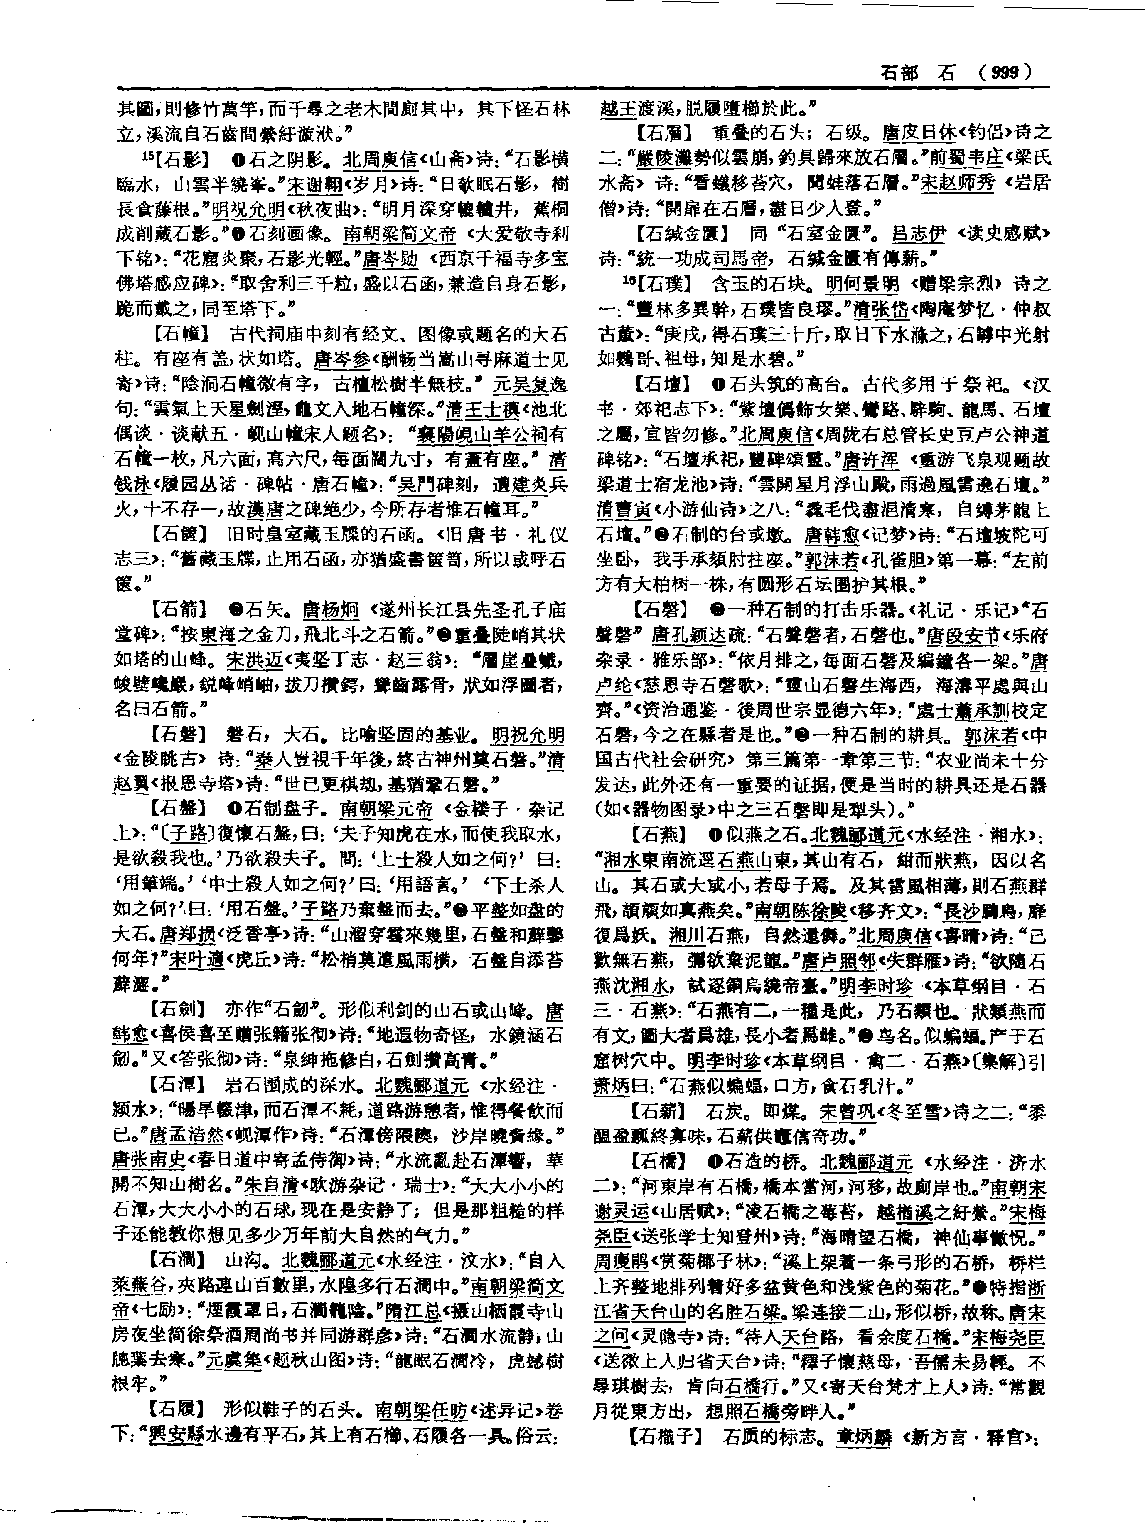 石部　石　（999）
其圖，則修竹萬竿，而千尋之老木間廁其中，其下怪石林
立，溪流自石齒間縈紆漩洑。”
15【石影】　❶石之阴影。北周庾信《山斋》诗：“石影横
臨水，山雲半繞峯。”宋谢翱《岁月》诗：“日欹眠石影，樹
長食藤根。”明祝允明《秋夜曲》：“明月深穿轆轤井，蕉桐
成削藏石影。”❷石刻画像。南朝梁简文帝《大爱敬寺刹
下铭》：“花窟炎聚，石影光輕。”唐岑勋《西京千福寺多宝
佛塔感应碑》：“取舍利三千粒，盛以石函，兼造自身石影，
跪而戴之，同至塔下。”
【石幢】　古代祠庙中刻有经文、图像或题名的大石
柱。有座有盖，状如塔。唐岑参《酬畅当嵩山寻麻道士见
寄》诗：“陰洞石幢微有字，古檀松樹半無枝。”元吴复逸
句：“雲氣上天星劍溼，龜文入地石幢深。”清王士禛《池北
偶谈·谈献五·岘山幢宋人题名》：“襄陽峴山羊公祠有
石幢一枚，凡六面，高六尺，每面闊九寸，有蓋有座。”清
钱泳《履园丛话·碑帖·唐石幢》：“吴門碑刻，遭建炎兵
火，十不存一，故漢唐之碑絶少，今所存者惟石幢耳。”
【石篋】　旧时皇室藏玉牒的石函。《旧唐书·礼仪
志三》：“舊藏玉牒，止用石函，亦猶盛書篋笥，所以或呼石
篋。”
【石箭】　❶石矢。唐杨炯《遂州长江县先圣孔子庙
堂碑》：“按東海之金刀，飛北斗之石箭。”❷重叠陡峭其状
如塔的山峰。宋洪迈《夷坚丁志·赵三翁》：“層崖疊巘，
峻壁巉巖，鋭峰峭岫，拔刀攢鍔，聳齒露骨，狀如浮圖者，
名曰石箭。”
【石磐】　磐石，大石。比喻坚固的基业。明祝允明
《金陵眺古》诗：“秦人豈視千年後，終古神州奠石磐。”清
赵翼《报恩寺塔》诗：“世已更棋劫，基猶鞏石磐。”
【石盤】　❶石制盘子。南朝梁元帝《金楼子·杂记
上》：“〔子路〕復懷石盤，曰：‘夫子知虎在水，而使我取水，
是欲殺我也。’乃欲殺夫子。問：‘上士殺人如之何？’曰：
‘用筆端。’‘中士殺人如之何？’曰：‘用語言。’‘下士杀人
如之何？’曰：‘用石盤。’子路乃棄盤而去。”❷平整如盘的
大石。唐郑损《泛香亭》诗：“山溜穿雲來幾里，石盤和蘚鑿
何年？”宋叶適《虎丘》诗：“松梢莫遣風雨横，石盤自添苔
蘚澀。”
【石劍】　亦作“石劒”。形似利剑的山石或山峰。唐
韩愈《喜侯喜至赠张籍张彻》诗：“地遐物奇怪，水鏡涵石
劒。”又《答张彻》诗：“泉紳拖修白，石劍攢高青。”
【石潭】　岩石围成的深水。北魏郦道元《水经注·
颍水》：“暘旱輟津，而石潭不耗，道路游憩者，惟得餐飲而
已。”唐孟浩然《岘潭作》诗：“石潭傍隈隩，沙岸曉夤緣。”
唐张南史《春日道中寄孟侍御》诗：“水流亂赴石潭響，華
開不知山樹名。”朱自清《欧游杂记·瑞士》：“大大小小的
石潭，大大小小的石球，现在是安静了；但是那粗糙的样
子还能教你想见多少万年前大自然的气力。”
【石澗】　山沟。北魏郦道元《水经注·汶水》：“自入
萊蕪谷，夾路連山百數里，水隍多行石澗中。”南朝梁简文
帝《七励》：“煙霞罩日，石澗籠陰。”隋江总《摄山栖霞寺山
房夜坐简徐祭酒周尚书并同游群彦》诗：“石澗水流静，山
牕葉去寒。”元虞集《题秋山图》诗：“龍眠石澗冷，虎撼樹
根牢。”
【石履】　形似鞋子的石头。南朝梁任昉《述异记》卷
下：“興安縣水邊有平石，其上有石櫛、石履各一具。俗云：
越王渡溪，脱履墮櫛於此。”
【石層】　重叠的石头；石级。唐皮日休《钓侣》诗之
二：“嚴陵灘勢似雲崩，釣具歸來放石層。”前蜀韦庄《梁氏
水斋》诗：“看蟻移苔穴，聞蛙落石層。”宋赵师秀《岩居
僧》诗：“開扉在石層，盡日少人登。”
【石緘金匱】　同“石室金匱”。吕志伊《读史感赋》
诗：“統一功成司馬帝，石緘金匱有傳薪。”
16【石璞】　含玉的石块。明何景明《赠梁宗烈》诗之
一：“豐林多異幹，石璞皆良璆。”清张岱《陶庵梦忆·仲叔
古董》：“庚戌，得石璞三十斤，取日下水滌之，石罅中光射
如鸚哥、祖母，知是水碧。”
【石壇】　❶石头筑的高台。古代多用于祭祀。《汉
书·郊祀志下》：“紫壇僞飾女樂、鸞路、騂駒、龍馬、石壇
之屬，宜皆勿修。”北周庾信《周陇右总管长史豆卢公神道
碑铭》：“石壇承祀，豐碑頌靈。”唐许浑《重游飞泉观题故
梁道士宿龙池》诗：“雲開星月浮山殿，雨過風雷遶石壇。”
清曹寅《小游仙诗》之八：“毳毛伐盡浥清寒，自縛茅龍上
石壇。”❷石制的台或墩。唐韩愈《记梦》诗：“石壇坡陀可
坐卧，我手承頦肘拄座。”郭沫若《孔雀胆》第一幕：“左前
方有大柏树一株，有圆形石坛围护其根。”
【石磬】　❶一种石制的打击乐器。《礼记·乐记》“石
聲磬”唐孔颖达疏：“石聲磬者，石磬也。”唐段安节《乐府
杂录·雅乐部》：“依月排之，每面石磬及編鐘各一架。”唐
卢纶《慈恩寺石磬歌》：“靈山石磬生海西，海濤平處與山
齊。”《资治通鉴·後周世宗显德六年》：“處士蕭承訓校定
石磬，今之在縣者是也。”❷一种石制的耕具。郭沫若《中
国古代社会研究》第三篇第一章第三节：“农业尚未十分
发达，此外还有一重要的证据，便是当时的耕具还是石器
（如《器物图录》中之三石磬即是犁头）。”
【石燕】　❶似燕之石。北魏郦道元《水经注·湘水》：
“湘水東南流逕石燕山東，其山有石，紺而狀燕，因以名
山。其石或大或小，若母子焉。及其雷風相薄，則石燕群
飛，頡頏如真燕矣。”南朝陈徐陵《移齐文》：“長沙鵩鳥，靡
復爲妖。湘川石燕，自然還儛。”北周庾信《喜晴》诗：“已
歡無石燕，彌欲棄泥龍。”唐卢照邻《失群雁》诗：“欲隨石
燕沈湘水，試逐銅烏繞帝臺。”明李时珍《本草纲目·石
三·石燕》：“石燕有二，一種是此，乃石類也。狀類燕而
有文，圓大者爲雄，長小者爲雌。”❷鸟名。似蝙蝠。产于石
窟树穴中。明李时珍《本草纲目·禽二·石燕》〔集解〕引
萧炳曰：“石燕似蝙蝠，口方，食石乳汁。”
【石薪】　石炭。即煤。宋曾巩《冬至雪》诗之二：“黍
醖盈瓢終寡味，石薪供竈信奇功。”
【石橋】　❶石造的桥。北魏郦道元《水经注·济水
二》：“河東岸有石橋，橋本當河，河移，故廁岸也。”南朝宋
谢灵运《山居赋》：“凌石橋之莓苔，越楢溪之紆縈。”宋梅
尧臣《送张学士知登州》诗：“海晴望石橋，神仙事慨怳。”
周瘦鹃《赏菊椰子林》：“溪上架着一条弓形的石桥，桥栏
上齐整地排列着好多盆黄色和浅紫色的菊花。”❷特指浙
江省天台山的名胜石梁。梁连接二山，形似桥，故称。唐宋
之问《灵隐寺》诗：“待入天台路，看余度石橋。”宋梅尧臣
《送微上人归省天台》诗：“釋子懷慈母，吾儒未易輕。不
尋琪樹去，肯向石橋行。”又《寄天台梵才上人》诗：“常觀
月從東方出，想照石橋旁畔人。”
【石橶子】　石质的标志。章炳麟《新方言·释宫》：